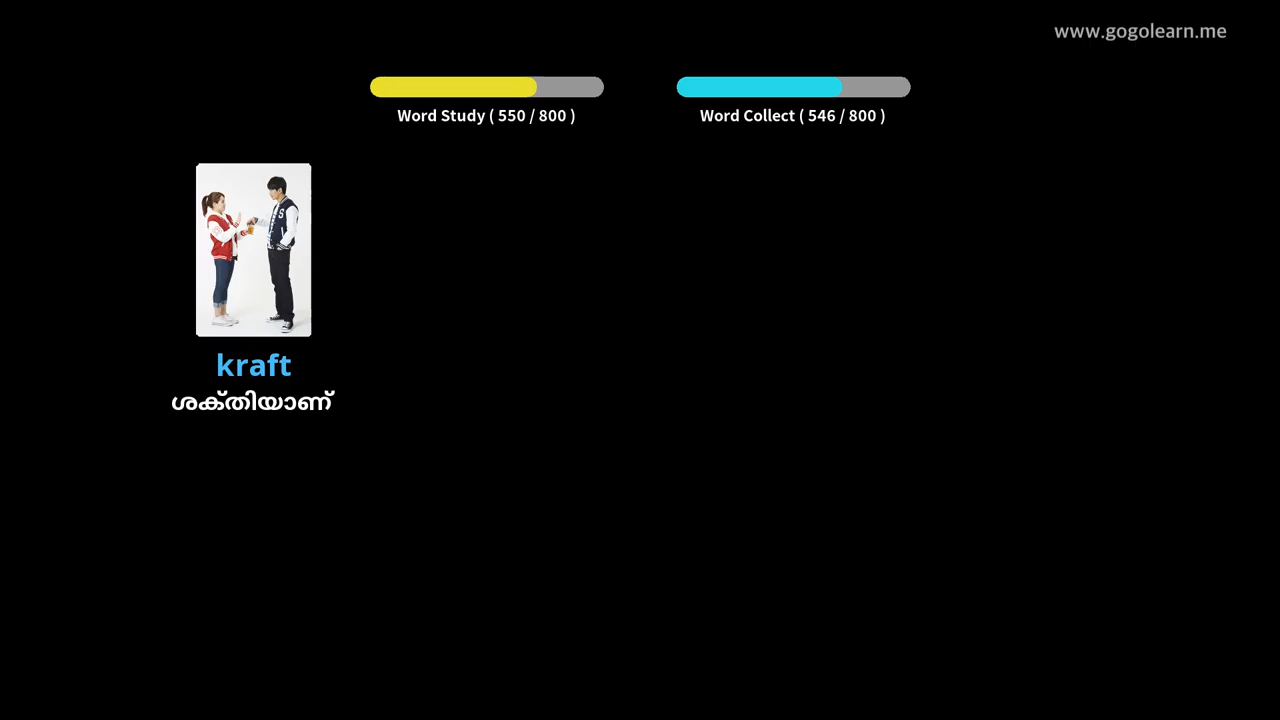 www.gogolearn.me
Word Study ( 550 / 800 )
Word Collect ( 546 / 800 )
kraft
ശക്തിയാണ്